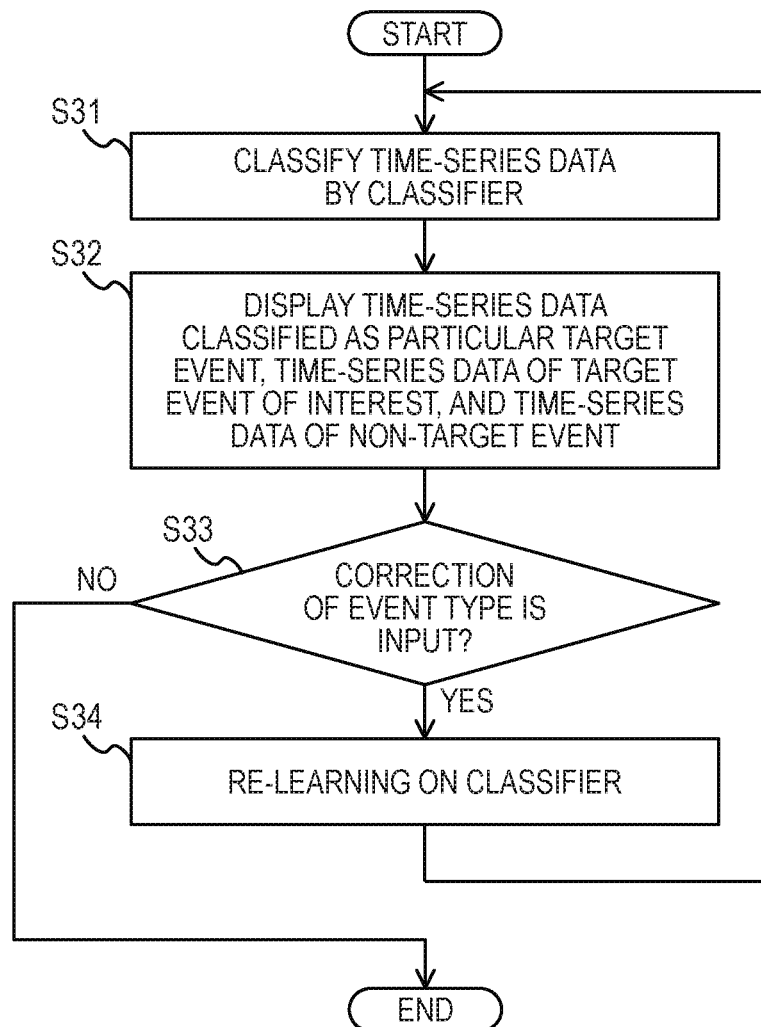 START
S31
CLASSIFY TIME-SERIES DATA
BY CLASSIFIER
S32
DISPLAY TIME-SERIES DATA
CLASSIFIED AS PARTICULAR TARGET
EVENT, TIME-SERIES DATA OF TARGET
EVENT OF INTEREST, AND TIME-SERIES
DATA OF NON-TARGET EVENT
S33
NO
CORRECTION
OF EVENT TYPE IS
INPUT?
YES
S34
RE-LEARNING ON CLASSIFIER
END